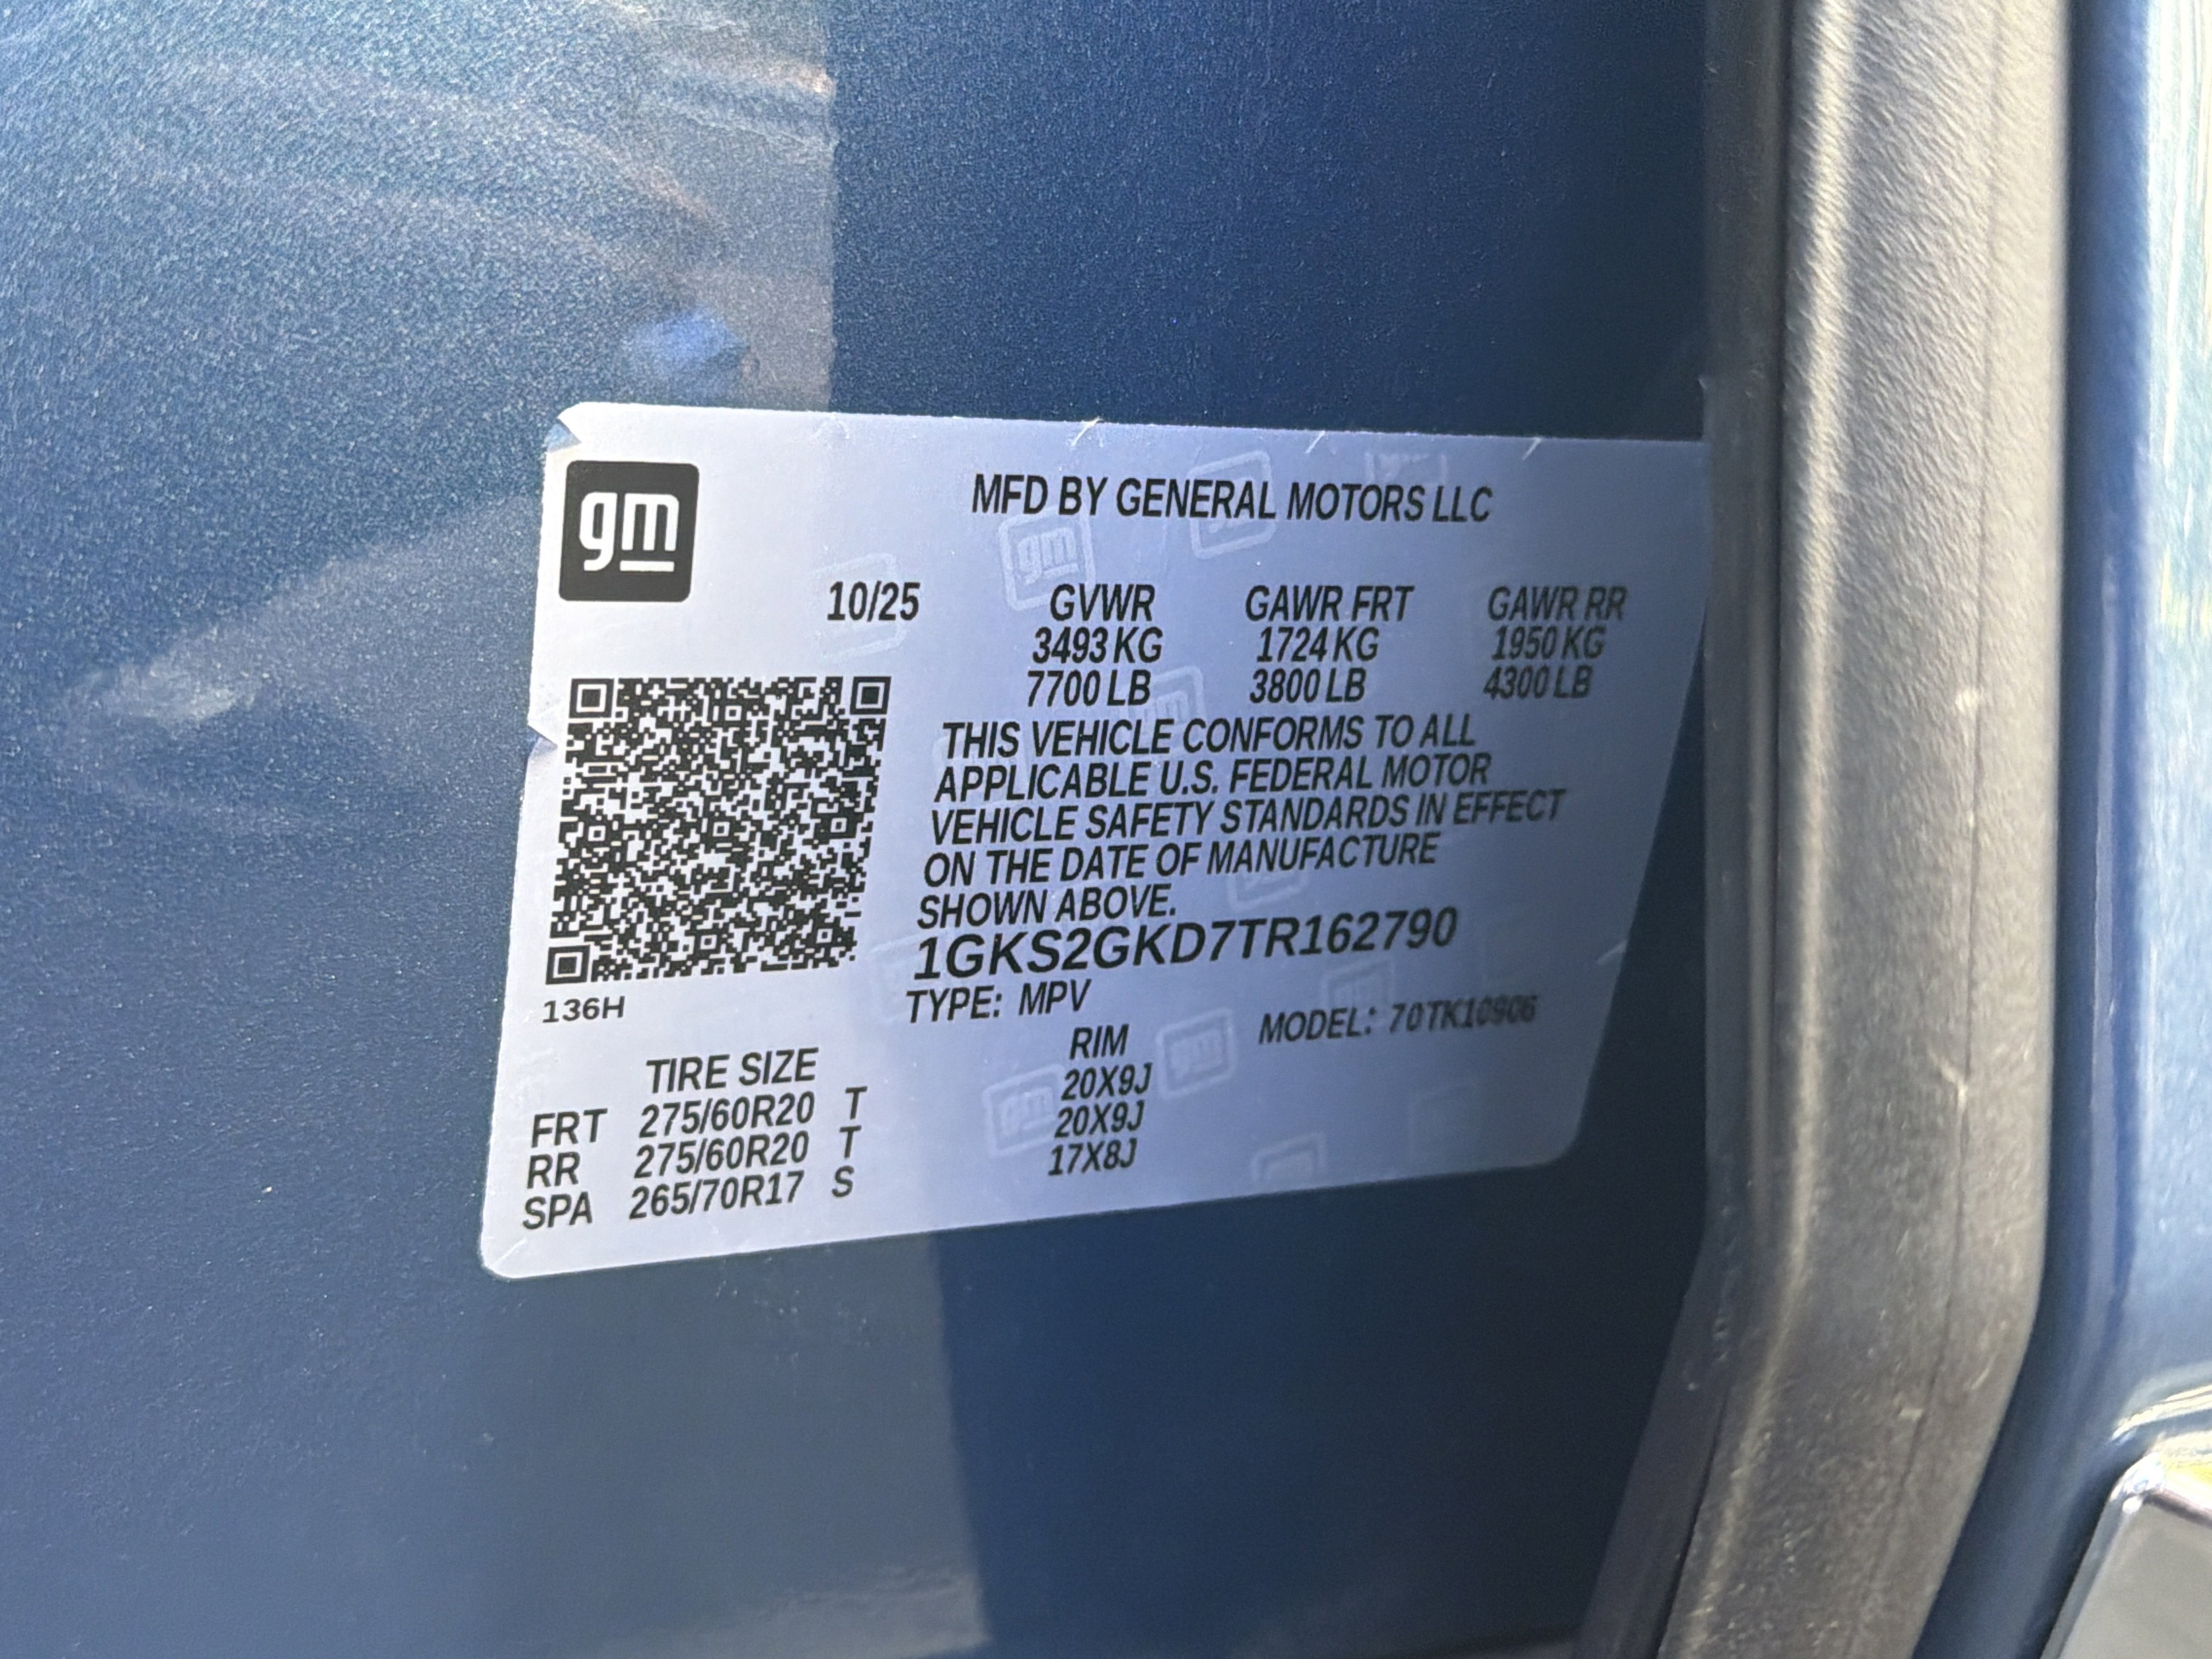 gm
MFD BY GENERAL MOTORS LLC
10/25 GVWR GAWR FRT GAWR RR
3493 KG 1724 KG 1950 KG
7700 LB 3800 LB 4300 LB
THIS VEHICLE CONFORMS TO ALL
APPLICABLE U.S. FEDERAL MOTOR
VEHICLE SAFETY STANDARDS IN EFFECT
ON THE DATE OF MANUFACTURE
SHOWN ABOVE.
1GKS2GKD7TR162790
136H
TYPE: MPV MODEL: 70TK10906
TIRE SIZE RIM
FRT 275/60R20 T 20X9J
RR 275/60R20 T 20X9J
SPA 265/70R17 S 17X8J